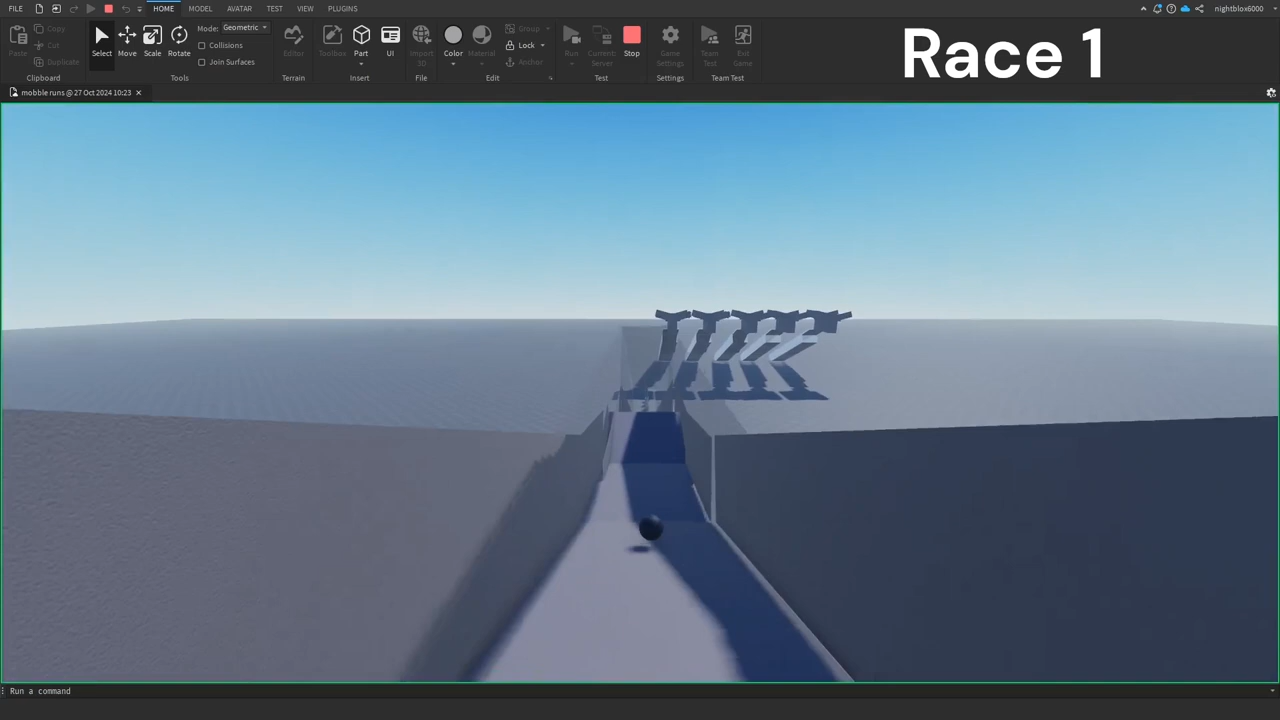 FILE HOME MODEL AVATAR TEST VIEW PLUGINS nightblox6000
Copy
Cut
Duplicate
Paste
Select Move Scale Rotate
Mode: Geometric
Collisions
Join Surfaces
Editor Toolbox Part UI Import 3D
Color Material
Group
Lock
Anchor
Run Current: Server Stop Game Settings Team Test Exit Game
Clipboard Tools Terrain Insert File Edit Test Settings Team Test
Race 1
mobble runs @ 27 Oct 2024 10:23
Run a command